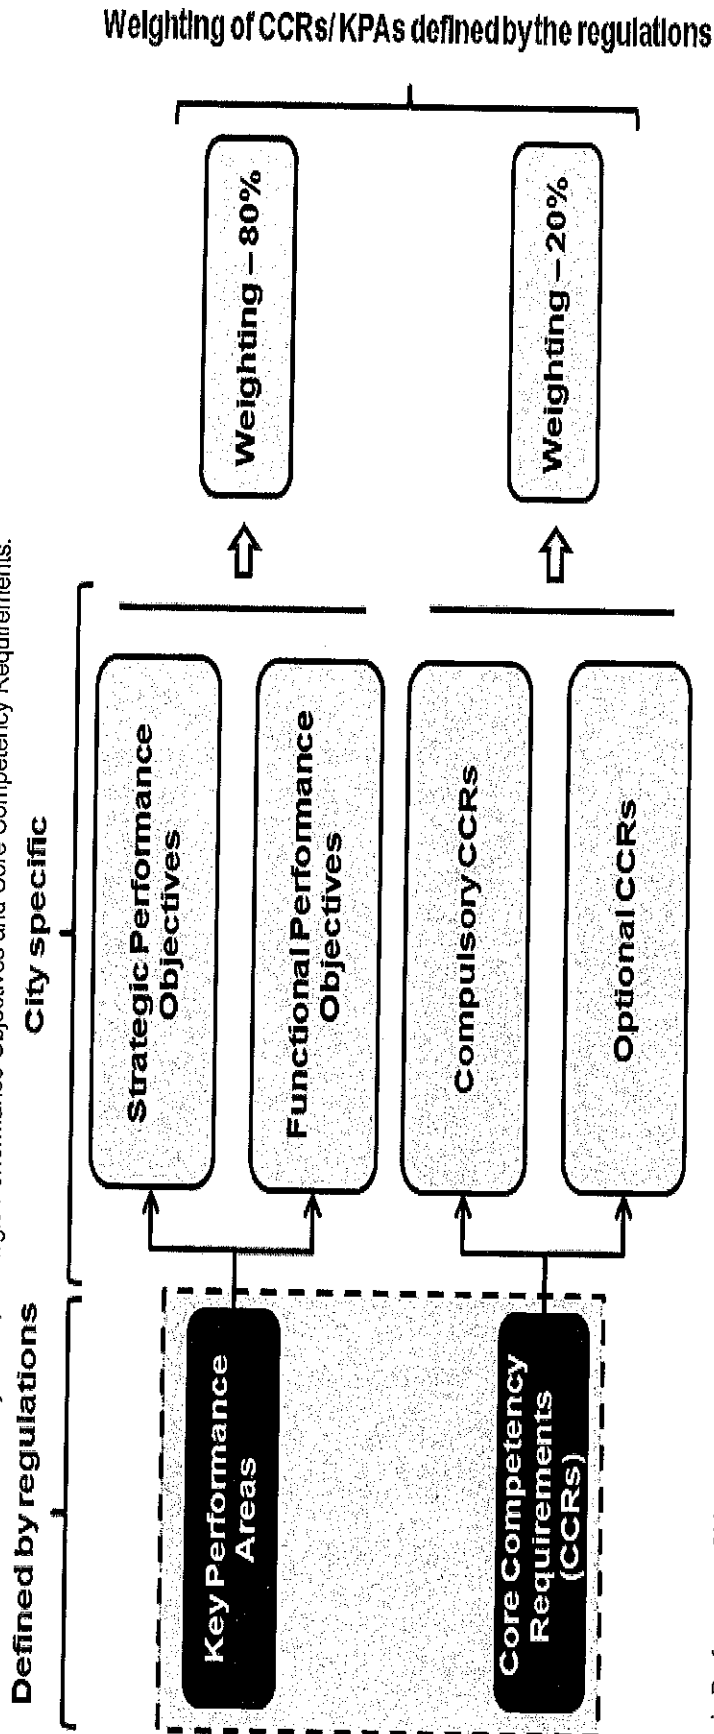 Weighting of CCRs/ KPAs defined by the regulations
Objectives and Core Competency Requirements.
Defined by regulations
City specific
Key Performance
Areas
Strategic Performance
Objectives
Functional Performance
Objectives
Weighting – 80%
Core Competency
Requirements
(CCRs)
Compulsory CCRs
Optional CCRs
Weighting – 20%